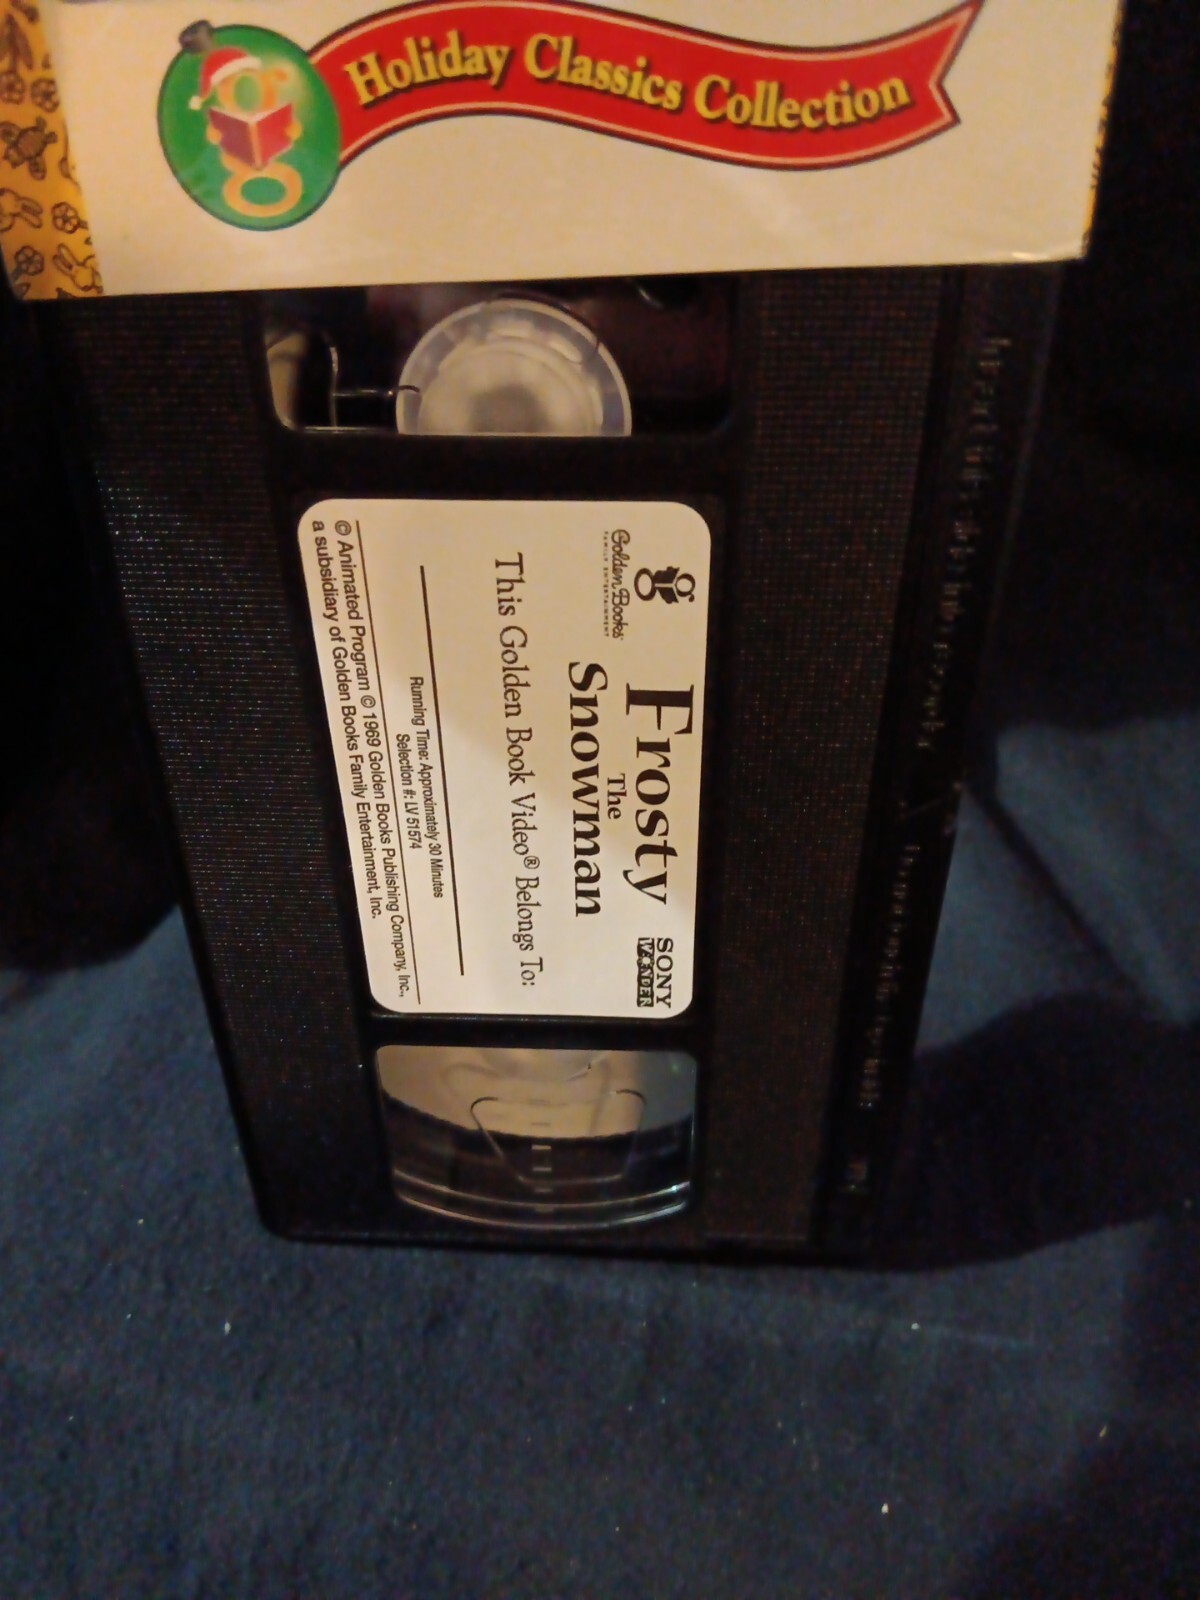 Holiday Classics Collection
Golden Books
FAMILY ENTERTAINMENT
Frosty
The
Snowman
SONY
WONDER
This Golden Book Video® Belongs To:
Running Time: Approximately 30 Minutes
Selection #: LV 51574
© Animated Program © 1969 Golden Books Publishing Company, Inc.,
a subsidiary of Golden Books Family Entertainment, Inc.